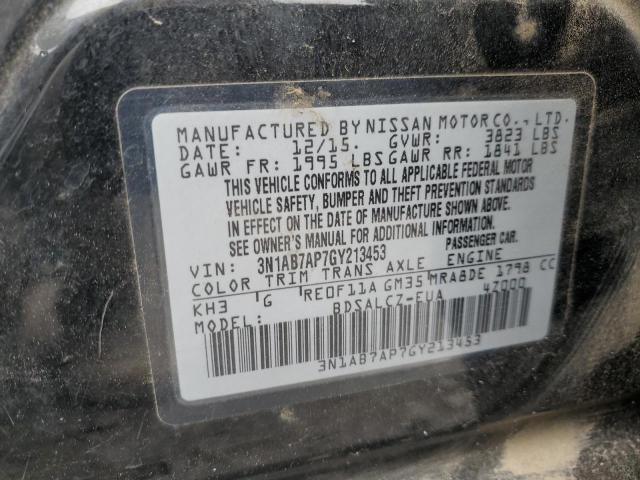 MANUFACTURED BY NISSAN MOTOR CO., LTD.
DATE: 12/15. GVWR: 3823 LBS
GAWR FR: 1995 LBS GAWR RR: 1841 LBS
THIS VEHICLE CONFORMS TO ALL APPLICABLE FEDERAL MOTOR
VEHICLE SAFETY, BUMPER AND THEFT PREVENTION STANDARDS
IN EFFECT ON THE DATE OF MANUFACTURE SHOWN ABOVE.
SEE OWNER'S MANUAL FOR ADDITIONAL INFORMATION.
VIN: 3N1AB7AP7GY213453 PASSENGER CAR.
COLOR TRIM TRANS AXLE ENGINE
KH3 G RE0F11A GM35 MRA8DE 1798 CC
MODEL: BDSALCZ-EUA 4Z000
3N1AB7AP7GY213453